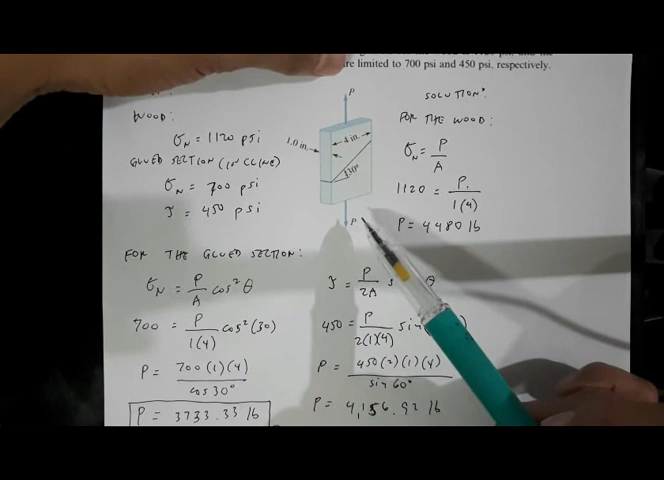 are limited to 700 psi and 450 psi, respectively.
WOOD:
σN = 1120 psi
GLUED SECTION (INCLINE)
σN = 700 psi
τ = 450 psi
P
1.0 in.
4 in.
30°
P
SOLUTION:
FOR THE WOOD:
σN = P/A
1120 = P/1(4)
P = 4480 lb
FOR THE GLUED SECTION:
σN = P/A cos²θ
700 = P/1(4) cos²(30)
P = 700(1)(4)/cos30°
P = 3733.33 lb
τ = P/2A s θ
450 = P/2(1)(4) sin
P = 450(2)(1)(4)/sin60°
P = 4,156.92 lb